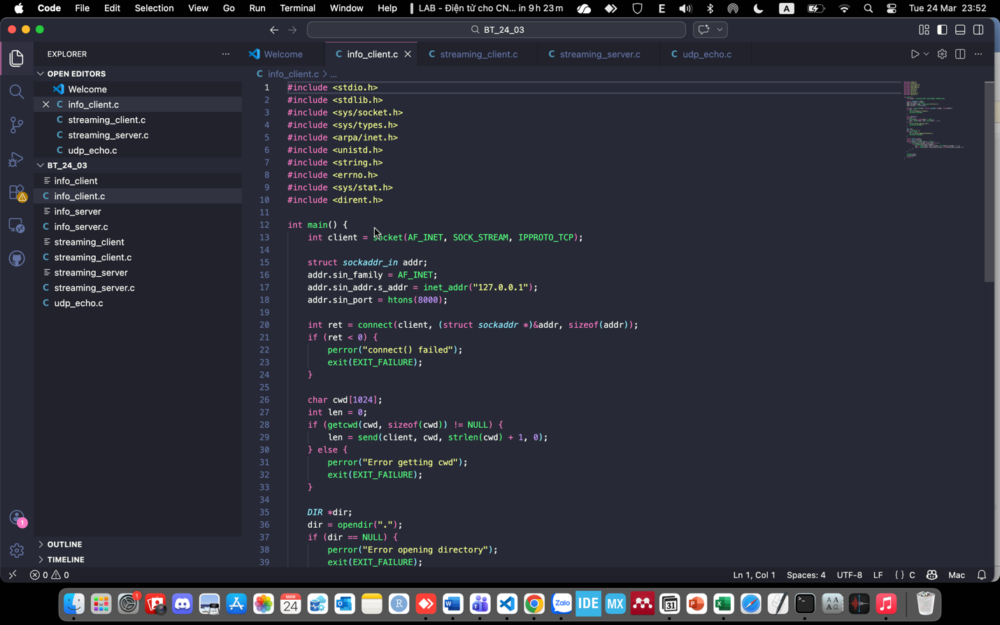 Code File Edit Selection View Go Run Terminal Window Help LAB - Điện tử cho CN... in 9 h 23 m E A Tue 24 Mar 23:52
BT_24_03
EXPLORER
OPEN EDITORS
Welcome
C info_client.c
C streaming_client.c
C streaming_server.c
C udp_echo.c
BT_24_03
info_client
C info_client.c
info_server
C info_server.c
streaming_client
C streaming_client.c
streaming_server
C streaming_server.c
C udp_echo.c
OUTLINE
TIMELINE
1
Welcome C info_client.c C streaming_client.c C streaming_server.c C udp_echo.c
C info_client.c > ...
1 #include <stdio.h>
2 #include <stdlib.h>
3 #include <sys/socket.h>
4 #include <sys/types.h>
5 #include <arpa/inet.h>
6 #include <unistd.h>
7 #include <string.h>
8 #include <errno.h>
9 #include <sys/stat.h>
10 #include <dirent.h>
11
12 int main() {
13 int client = socket(AF_INET, SOCK_STREAM, IPPROTO_TCP);
14
15 struct sockaddr_in addr;
16 addr.sin_family = AF_INET;
17 addr.sin_addr.s_addr = inet_addr("127.0.0.1");
18 addr.sin_port = htons(8000);
19
20 int ret = connect(client, (struct sockaddr *)&addr, sizeof(addr));
21 if (ret < 0) {
22 perror("connect() failed");
23 exit(EXIT_FAILURE);
24 }
25
26 char cwd[1024];
27 int len = 0;
28 if (getcwd(cwd, sizeof(cwd)) != NULL) {
29 len = send(client, cwd, strlen(cwd) + 1, 0);
30 } else {
31 perror("Error getting cwd");
32 exit(EXIT_FAILURE);
33 }
34
35 DIR *dir;
36 dir = opendir(".");
37 if (dir == NULL) {
38 perror("Error opening directory");
39 exit(EXIT_FAILURE);
0 0 Ln 1, Col 1 Spaces: 4 UTF-8 LF {} C Mac
1 MAR 24 R W zalo IDE MX 31 P X >_